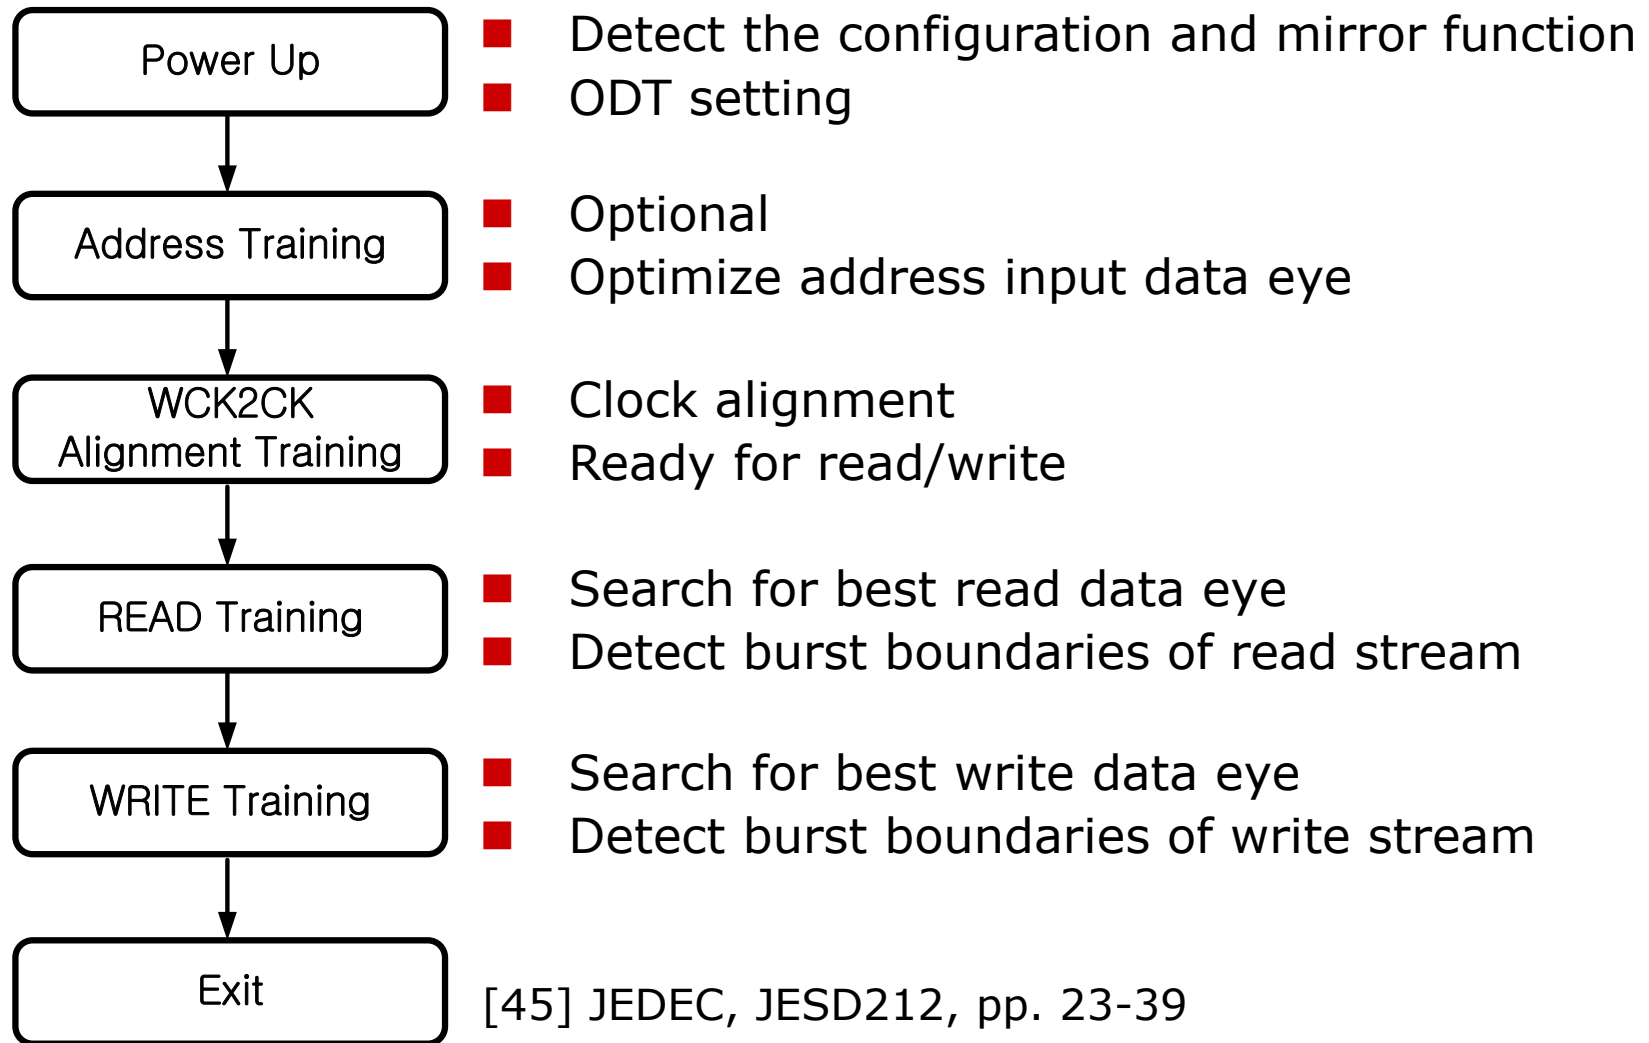 Power Up
Detect the configuration and mirror function
ODT setting
Address Training
Optional
Optimize address input data eye
WCK2CK
Alignment Training
Clock alignment
Ready for read/write
READ Training
Search for best read data eye
Detect burst boundaries of read stream
WRITE Training
Search for best write data eye
Detect burst boundaries of write stream
Exit
[45] JEDEC, JESD212, pp. 23-39